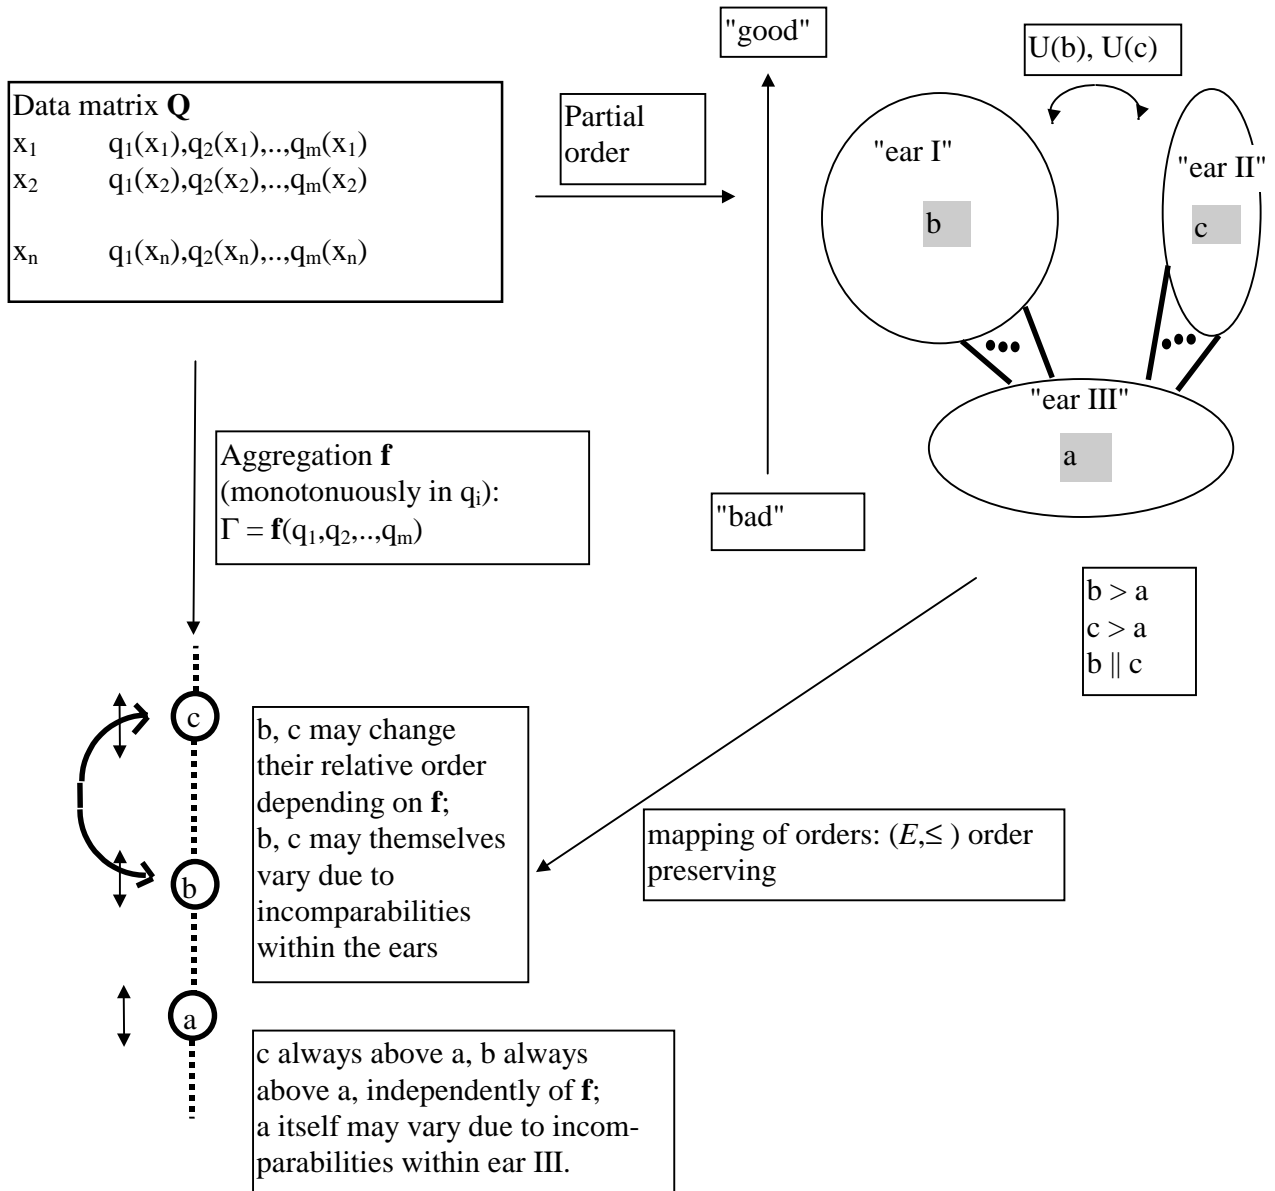 "good"
U(b), U(c)
Data matrix Q
x₁ q₁(x₁),q₂(x₁),..,qₘ(x₁)
x₂ q₁(x₂),q₂(x₂),..,qₘ(x₂)
xₙ q₁(xₙ),q₂(xₙ),..,qₘ(xₙ)
Partial
order
"ear I"
b
"ear II"
c
"ear III"
a
"bad"
Aggregation f
(monotonuously in qᵢ):
Γ = f(q₁,q₂,..,qₘ)
b > a
c > a
b || c
c
b
a
b, c may change
their relative order
depending on f;
b, c may themselves
vary due to
incomparabilities
within the ears
mapping of orders: (E,≤ ) order
preserving
c always above a, b always
above a, independently of f;
a itself may vary due to incom-
parabilities within ear III.